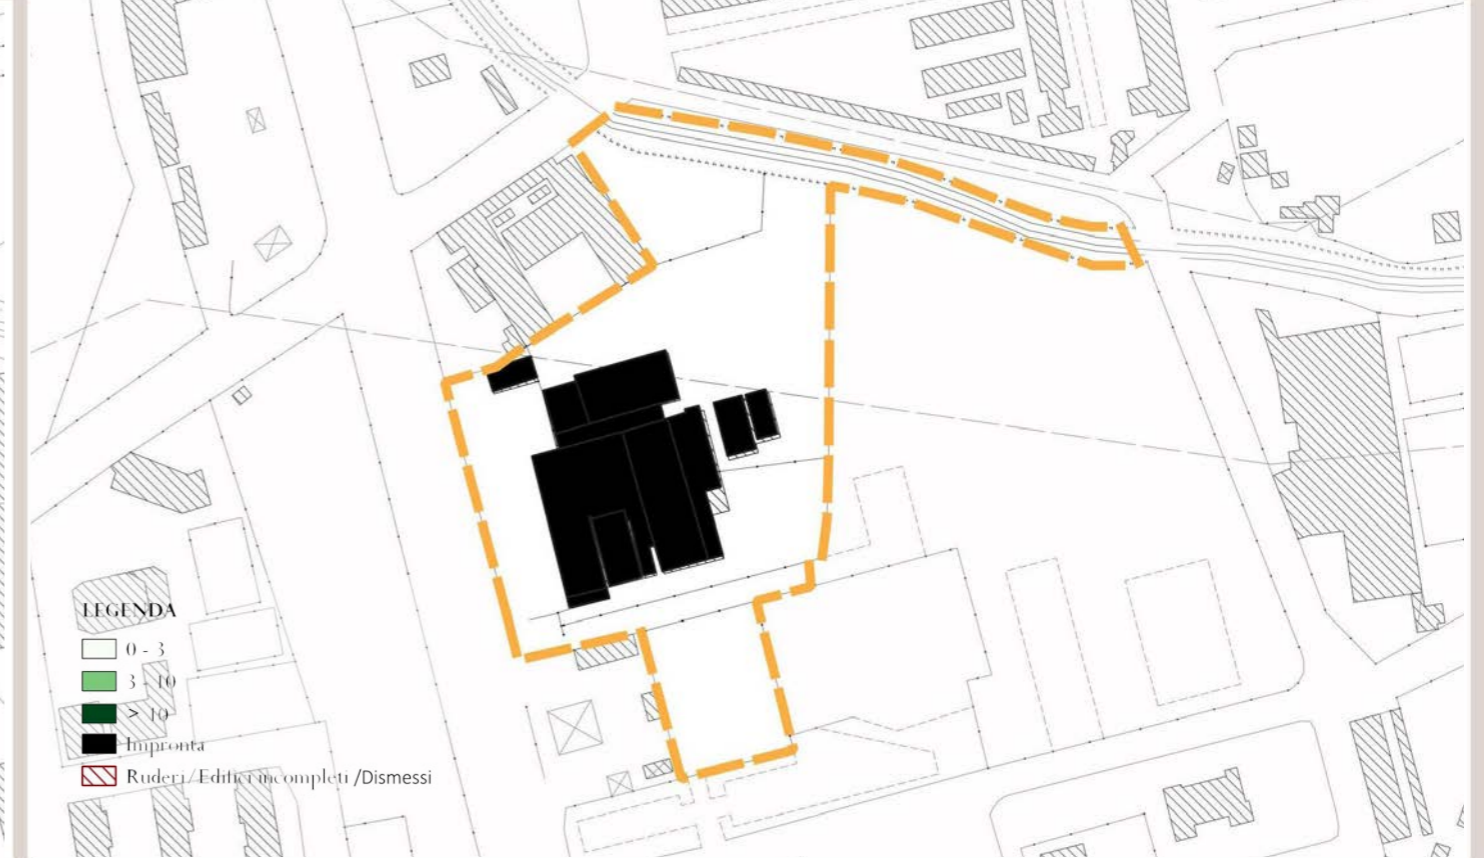 LEGENDA
0 - 3
3 - 10
> 10
Impronta
Ruderi/Edifici incompleti /Dismessi